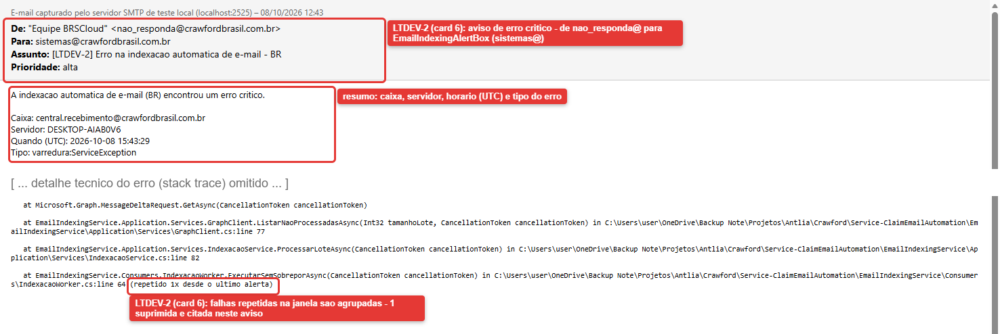 E-mail capturado pelo servidor SMTP de teste local (localhost:2525) – 08/10/2026 12:43
De: "Equipe BRSCloud" <nao_responda@crawfordbrasil.com.br>
Para: sistemas@crawfordbrasil.com.br
Assunto: [LTDEV-2] Erro na indexacao automatica de e-mail - BR
Prioridade: alta
LTDEV-2 (card 6): aviso de erro critico - de nao_responda@ para
EmailIndexingAlertBox (sistemas@)
A indexacao automatica de e-mail (BR) encontrou um erro critico.
resumo: caixa, servidor, horario (UTC) e tipo do erro
Caixa: central.recebimento@crawfordbrasil.com.br
Servidor: DESKTOP-AIAB0V6
Quando (UTC): 2026-10-08 15:43:29
Tipo: varredura:ServiceException
[ ... detalhe tecnico do erro (stack trace) omitido ... ]
at Microsoft.Graph.MessageDeltaRequest.GetAsync(CancellationToken cancellationToken)
at EmailIndexingService.Application.Services.GraphClient.ListarNaoProcessadasAsync(Int32 tamanhoLote, CancellationToken cancellationToken) in C:\Users\user\OneDrive\Backup Note\Projetos\Antlia\Crawford\Service-ClaimEmailAutomation\Em
ailIndexingService\Application\Services\GraphClient.cs:line 77
at EmailIndexingService.Application.Services.IndexacaoService.ProcessarLoteAsync(CancellationToken cancellationToken) in C:\Users\user\OneDrive\Backup Note\Projetos\Antlia\Crawford\Service-ClaimEmailAutomation\EmailIndexingService\Ap
plication\Services\IndexacaoService.cs:line 82
at EmailIndexingService.Consumers.IndexacaoWorker.ExecutarSemSobreporAsync(CancellationToken cancellationToken) in C:\Users\user\OneDrive\Backup Note\Projetos\Antlia\Crawford\Service-ClaimEmailAutomation\EmailIndexingService\Consumer
s\IndexacaoWorker.cs:line 64 (repetido 1x desde o ultimo alerta)
LTDEV-2 (card 6): falhas repetidas na janela sao agrupadas - 1
suprimida e citada neste aviso